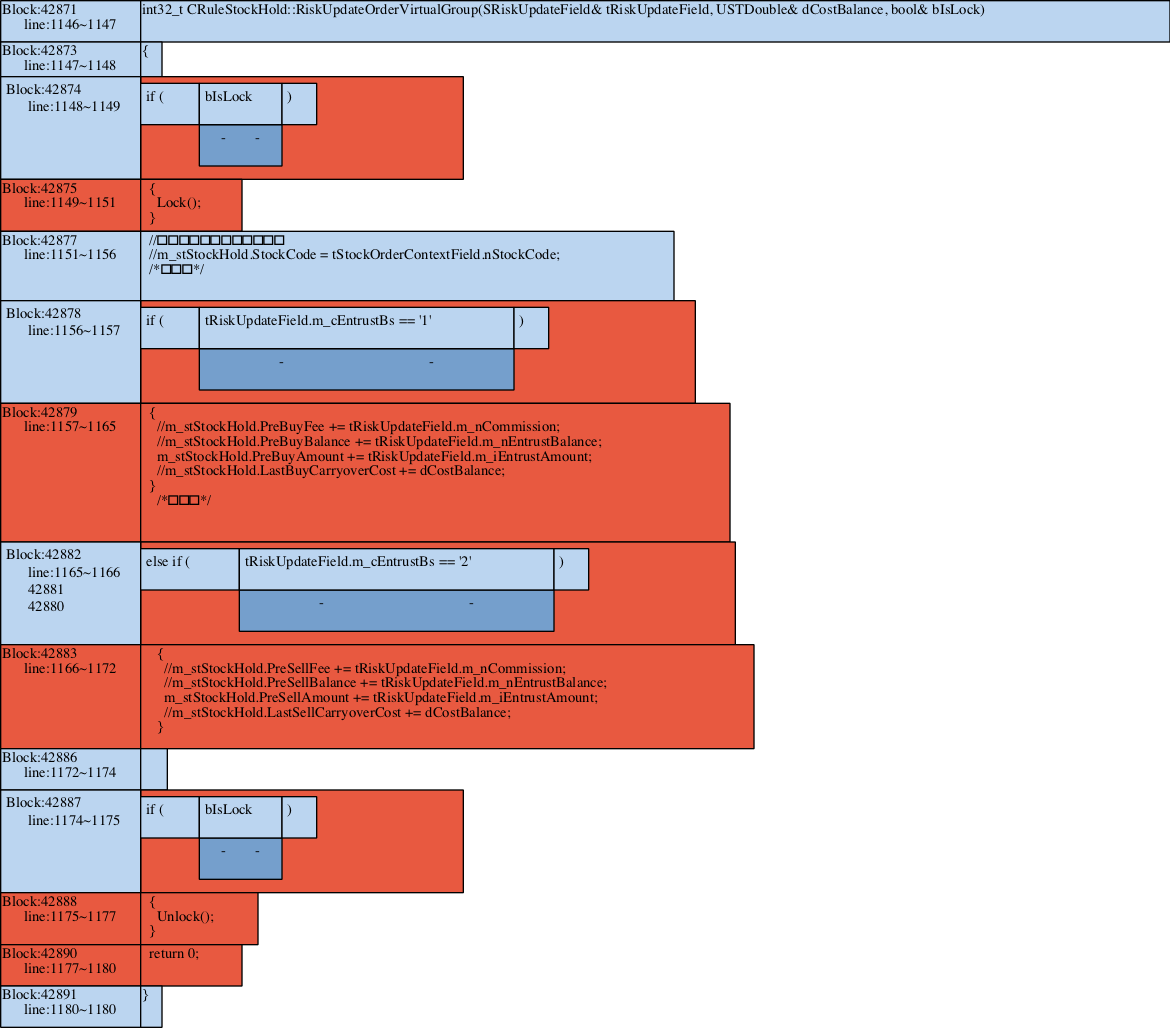 Block:42871
line:1146~1147
int32_t CRuleStockHold::RiskUpdateOrderVirtualGroup(SRiskUpdateField& tRiskUpdateField, USTDouble& dCostBalance, bool& bIsLock)
Block:42873
line:1147~1148
{
Block:42874
line:1148~1149
if ( bIsLock )
- -
Block:42875
line:1149~1151
{
Lock();
}
Block:42877
line:1151~1156
//□□□□□□□□□□□□
//m_stStockHold.StockCode = tStockOrderContextField.nStockCode;
/*□□□*/
Block:42878
line:1156~1157
if ( tRiskUpdateField.m_cEntrustBs == '1' )
- -
Block:42879
line:1157~1165
{
//m_stStockHold.PreBuyFee += tRiskUpdateField.m_nCommission;
//m_stStockHold.PreBuyBalance += tRiskUpdateField.m_nEntrustBalance;
m_stStockHold.PreBuyAmount += tRiskUpdateField.m_iEntrustAmount;
//m_stStockHold.LastBuyCarryoverCost += dCostBalance;
}
/*□□□*/
Block:42882
line:1165~1166
42881
42880
else if ( tRiskUpdateField.m_cEntrustBs == '2' )
- -
Block:42883
line:1166~1172
{
//m_stStockHold.PreSellFee += tRiskUpdateField.m_nCommission;
//m_stStockHold.PreSellBalance += tRiskUpdateField.m_nEntrustBalance;
m_stStockHold.PreSellAmount += tRiskUpdateField.m_iEntrustAmount;
//m_stStockHold.LastSellCarryoverCost += dCostBalance;
}
Block:42886
line:1172~1174
Block:42887
line:1174~1175
if ( bIsLock )
- -
Block:42888
line:1175~1177
{
Unlock();
}
Block:42890
line:1177~1180
return 0;
Block:42891
line:1180~1180
}